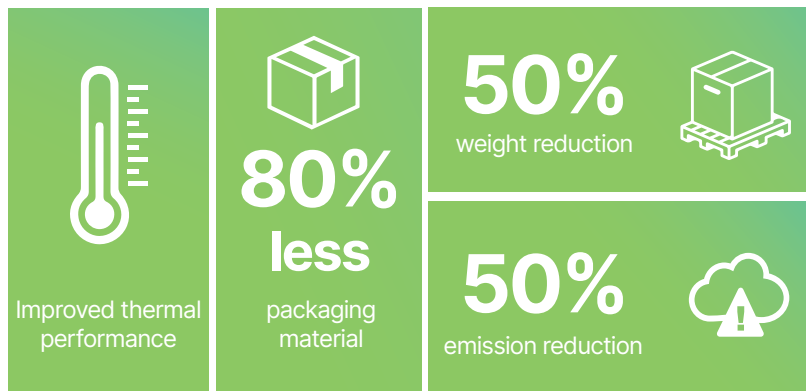 Improved thermal
performance
80%
less
packaging
material
50%
weight reduction
50%
emission reduction